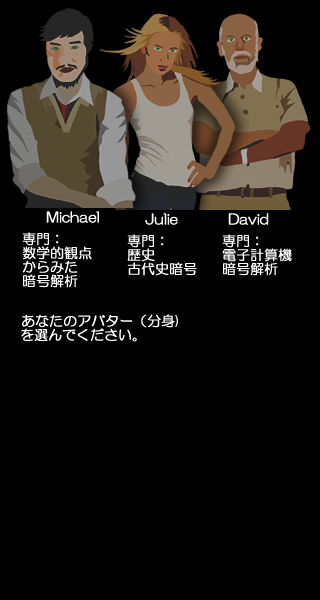 Michael
Julie
David
専門：
数学的観点
からみた
暗号解析
専門：
歴史
古代史暗号
専門：
電子計算機
暗号解析
あなたのアバター（分身）
を選んでください。